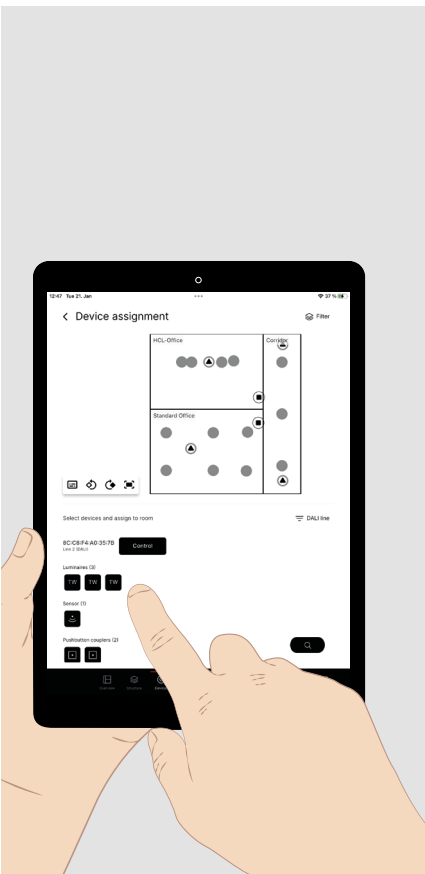 12:47 Tue 21. Jan
37 %
Device assignment
Filter
HCL-Office
Corridor
Standard Office
Select devices and assign to room
DALI line
8C:C8:F4:A0:35:7B
Line 2 (DALI)
Control
Luminaires (3)
TW TW TW
Sensor (1)
Pushbutton couplers (2)
Overview Structure